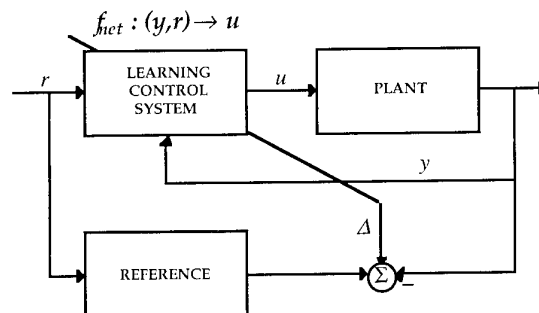 f_net : (y,r) → u
r
LEARNING
CONTROL
SYSTEM
u
PLANT
y
Δ
REFERENCE
Σ
−